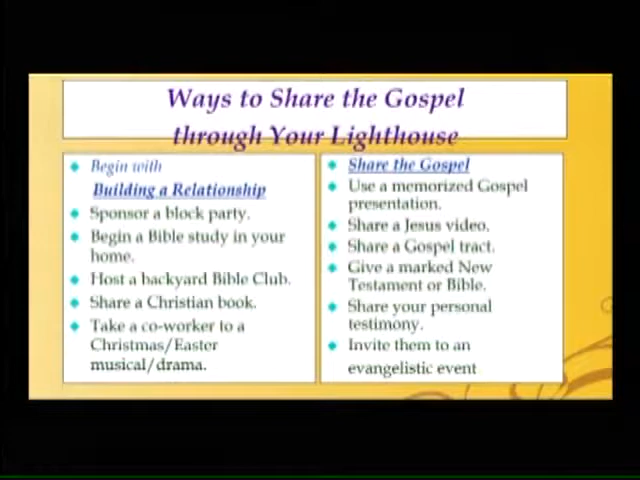 Ways to Share the Gospel
through Your Lighthouse
Begin with
Building a Relationship
Sponsor a block party.
Begin a Bible study in your
home.
Host a backyard Bible Club.
Share a Christian book.
Take a co-worker to a
Christmas/Easter
musical/drama.
Share the Gospel
Use a memorized Gospel
presentation.
Share a Jesus video.
Share a Gospel tract.
Give a marked New
Testament or Bible.
Share your personal
testimony.
Invite them to an
evangelistic event